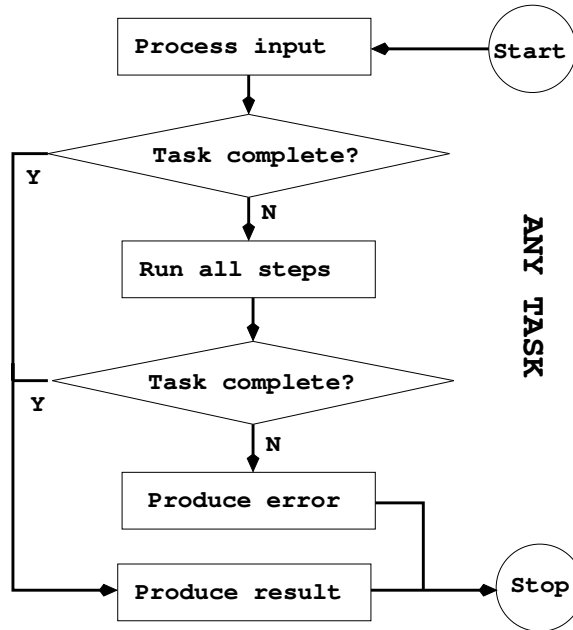 Start
Process input
Task complete?
Y
N
Run all steps
Task complete?
Y
N
Produce error
Produce result
Stop
ANY TASK